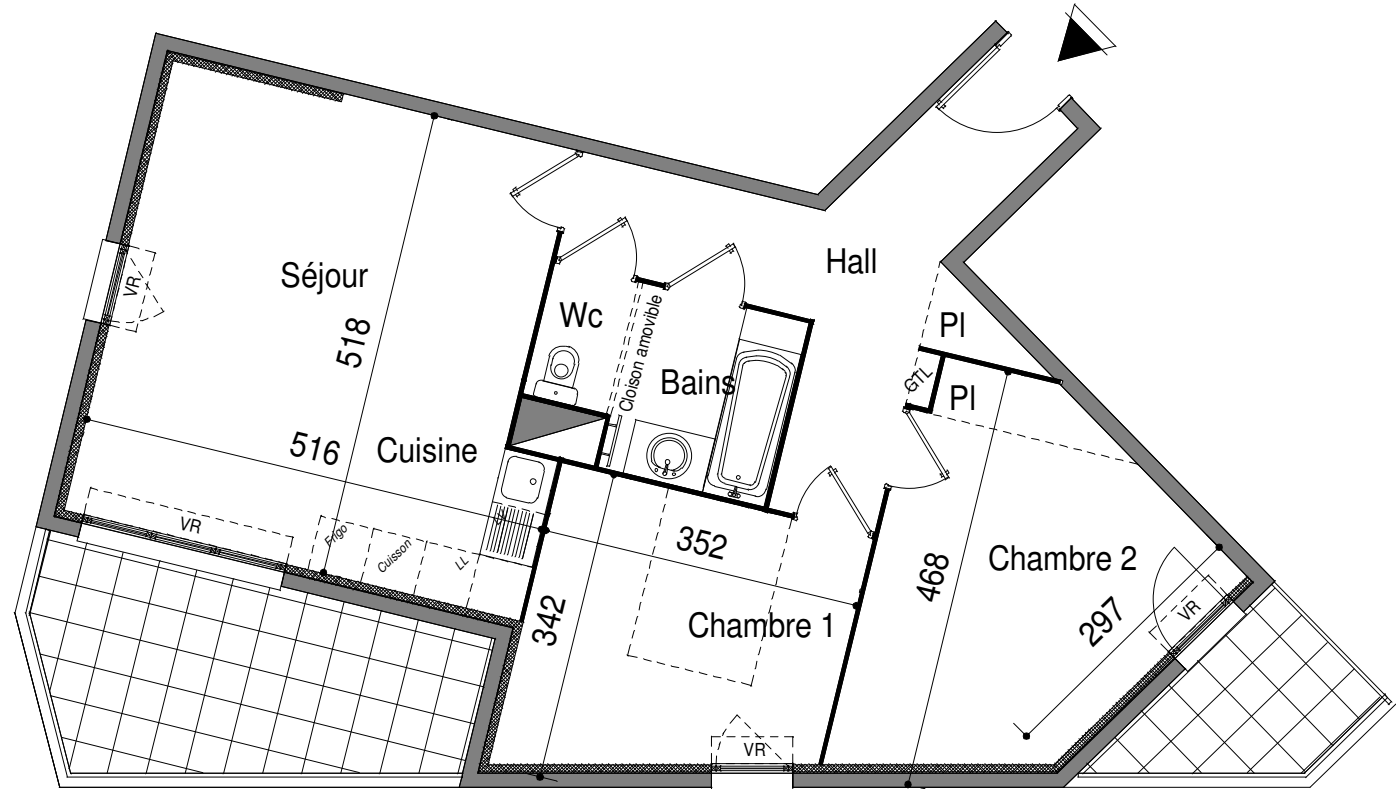 Hall
Séjour
VR
518
Wc
Cloison amovible
Bains
Pl
GTL
Pl
516
Cuisine
VR
Frigo
Cuisson
LL
352
342
Chambre 1
VR
468
Chambre 2
297
VR